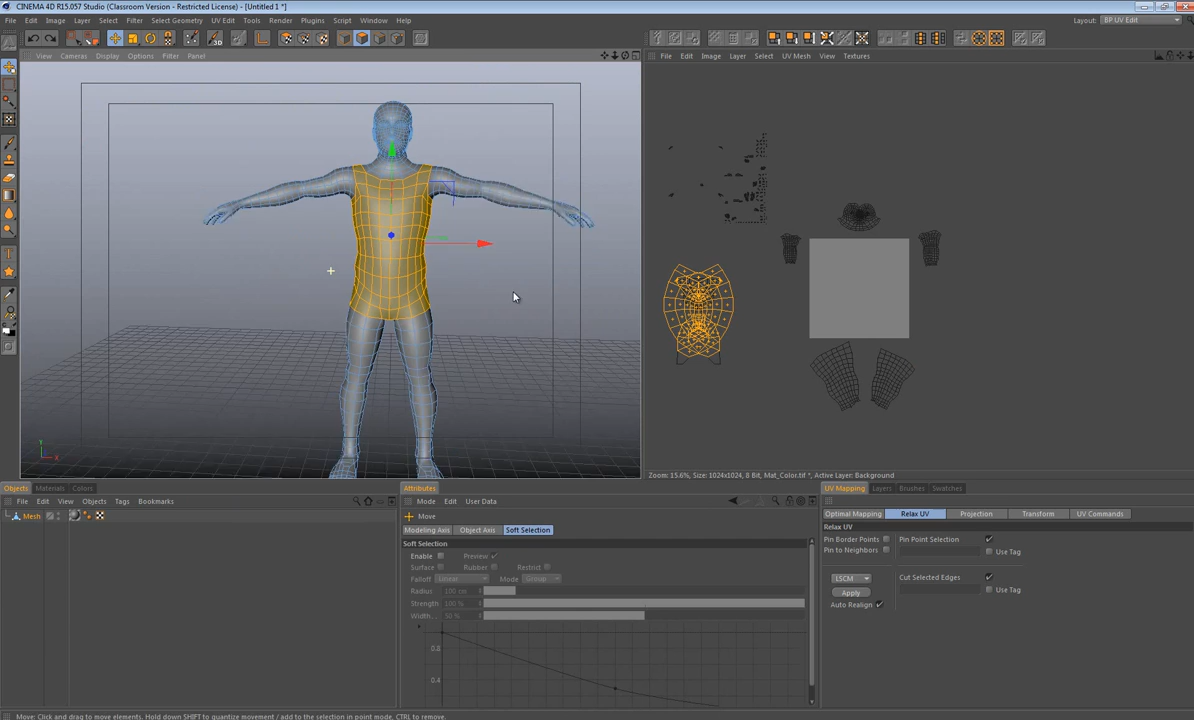 CINEMA 4D R15.057 Studio (Classroom Version - Restricted License) - [Untitled 1 *]
File Edit Layer Select Filter Select Geometry UV Edit Tools Render Plugins Script Window Help
Layout: BP UV Edit
View Cameras Display Options Filter Panel
File Edit Image Layer Select UV Mesh View Textures
Y
X
Zoom: 15.6%, Size: 1024x1024, 8 Bit, Mat_Color.tif *, Active Layer: Background
Objects Materials Colors
File Edit View Objects Tags Bookmarks
Mesh
Attributes
Mode Edit User Data
Move
Modeling Axis Object Axis Soft Selection
Soft Selection
Enable Preview
Surface Rubber Restrict
Falloff Linear Mode Group
Radius 100 cm
Strength 100 %
Width... 50 %
0.8
0.4
UV Mapping Layers Brushes Swatches
Optimal Mapping Relax UV Projection Transform UV Commands
Relax UV
Pin Border Points Pin Point Selection
Pin to Neighbors Use Tag
LSCM Cut Selected Edges
Apply Use Tag
Auto Realign
Move: Click and drag to move elements. Hold down SHIFT to quantize movement / add to the selection in point mode, CTRL to remove.